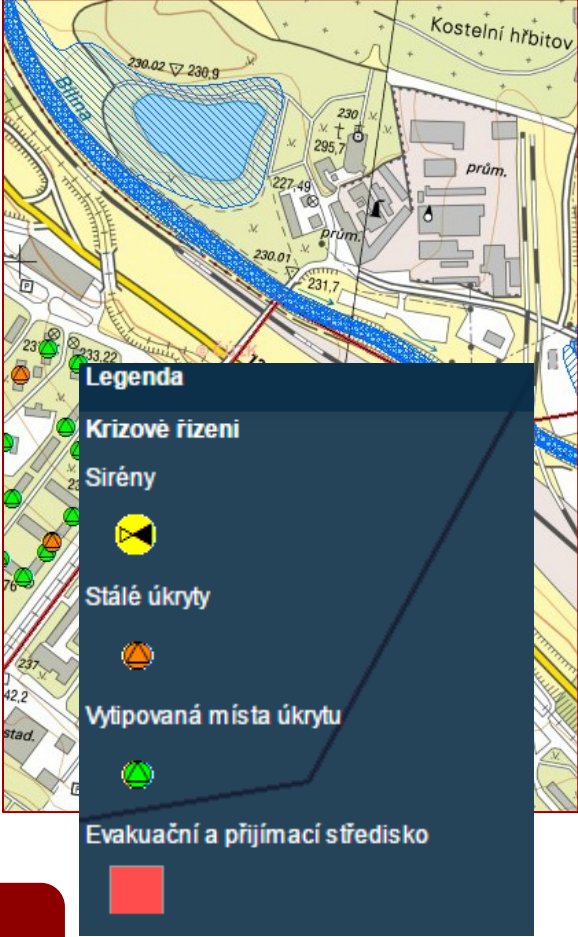 Kostelní hřbitov
230.02 230,9
Bílina
230
295,7
prům.
227,49
prům.
230.01
231,7
P
233,22
237
42,2
stad.
Legenda
Krizové řízení
Sirény
Stálé úkryty
Vytipovaná místa úkrytu
Evakuační a přijímací středisko